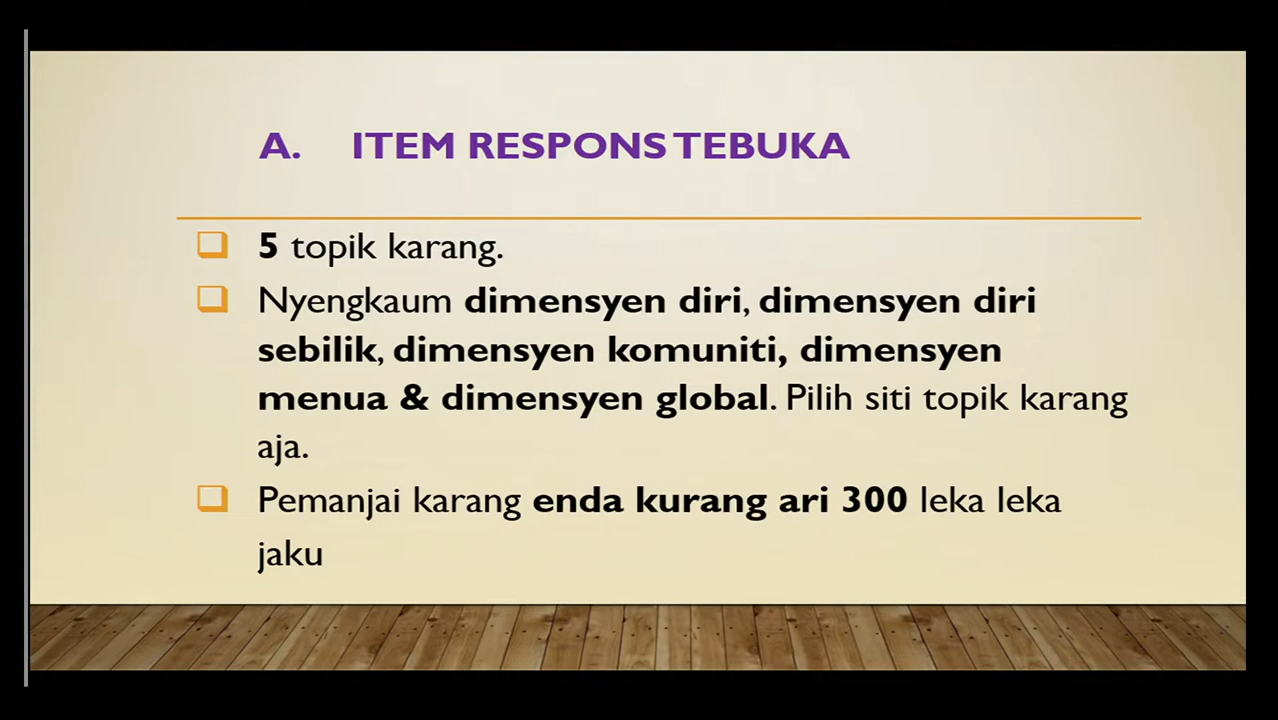 A. ITEM RESPONS TEBUKA
5 topik karang.
Nyengkaum dimensyen diri, dimensyen diri
sebilik, dimensyen komuniti, dimensyen
menua & dimensyen global. Pilih siti topik karang
aja.
Pemanjai karang enda kurang ari 300 leka leka
jaku